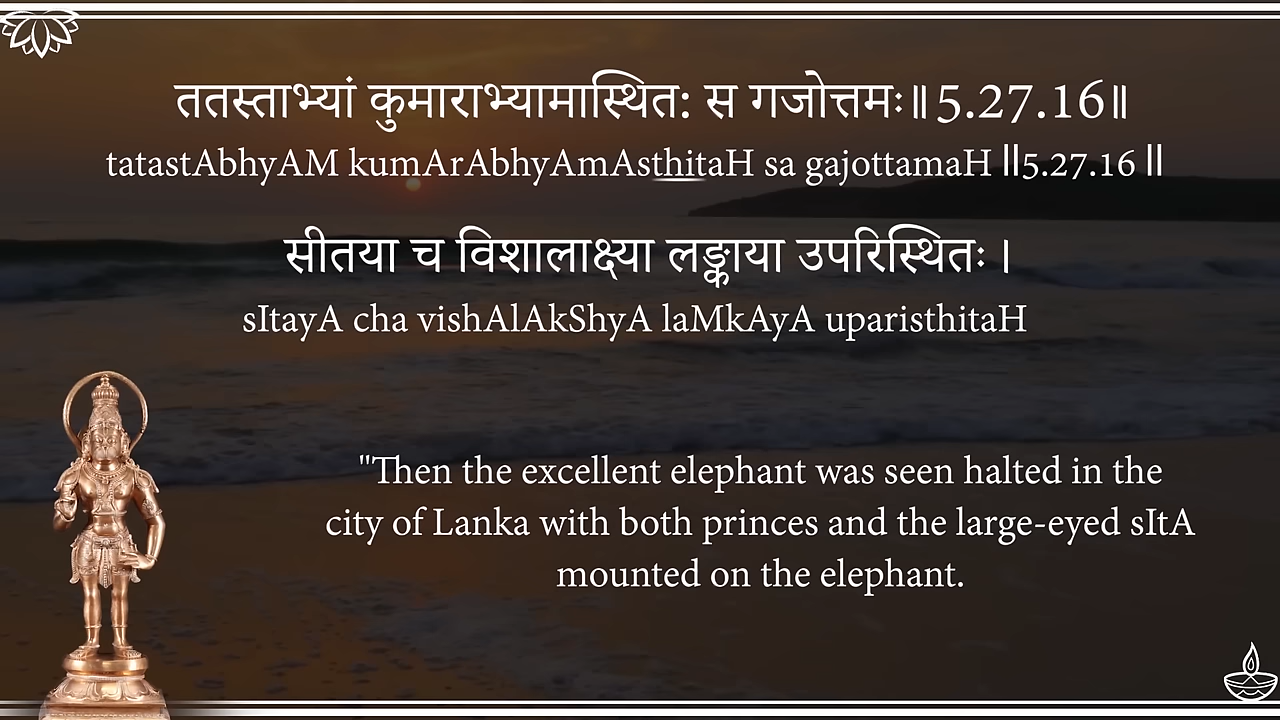 ततस्ताभ्यां कुमाराभ्यामास्थित: स गजोत्तमः॥ 5.27.16॥
tatastAbhyAM kumArAbhyAmAsthitaH sa gajottamaH ॥5.27.16 ॥
सीतया च विशालाक्ष्या लङ्काया उपरिस्थितः ।
sItayA cha vishAlAkShyA laMkAyA uparisthitaH
"Then the excellent elephant was seen halted in the
city of Lanka with both princes and the large-eyed sItA
mounted on the elephant.